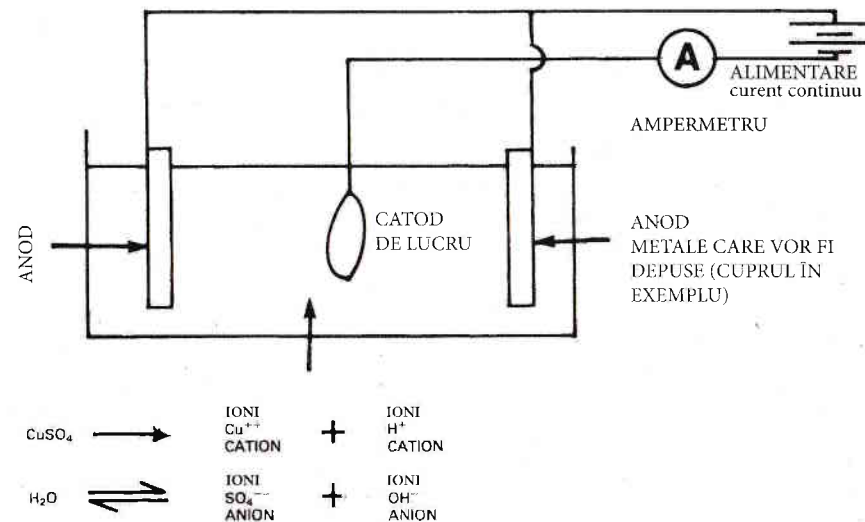 A
ALIMENTARE
curent continuu
AMPERMETRU
ANOD
CATOD
DE LUCRU
ANOD
METALE CARE VOR FI
DEPUSE (CUPRUL ÎN
EXEMPLU)
CuSO₄ ⟶ IONI Cu⁺⁺ CATION + IONI H⁺ CATION
H₂O ⇌ IONI SO₄⁻⁻ ANION + IONI OH⁻ ANION